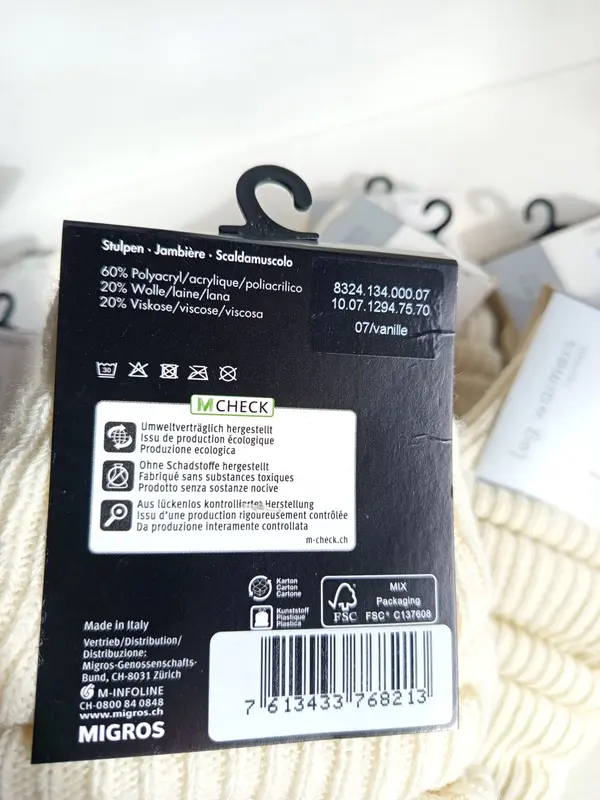 Stulpen · Jambière · Scaldamuscolo
60% Polyacryl/acrylique/poliacrilico
20% Wolle/laine/lana
20% Viskose/viscose/viscosa
8324.134.000.07
10.07.1294.75.70
07/vanille
30
M CHECK
Umweltverträglich hergestellt
Issu de production écologique
Produzione ecologica
Ohne Schadstoffe hergestellt
Fabriqué sans substances toxiques
Prodotto senza sostanze nocive
Aus lückenlos kontrollierter Herstellung
Issu d'une production rigoureusement contrôlée
Da produzione interamente controllata
m-check.ch
Karton
Carton
Cartone
Kunststoff
Plastique
Plastica
FSC
MIX
Packaging
FSC® C137608
Made in Italy
Vertrieb/Distribution/
Distribuzione:
Migros-Genossenschafts-
Bund, CH-8031 Zürich
M-INFOLINE
CH-0800 84 0848
www.migros.ch
MIGROS
7 613433 768213
leg warmers